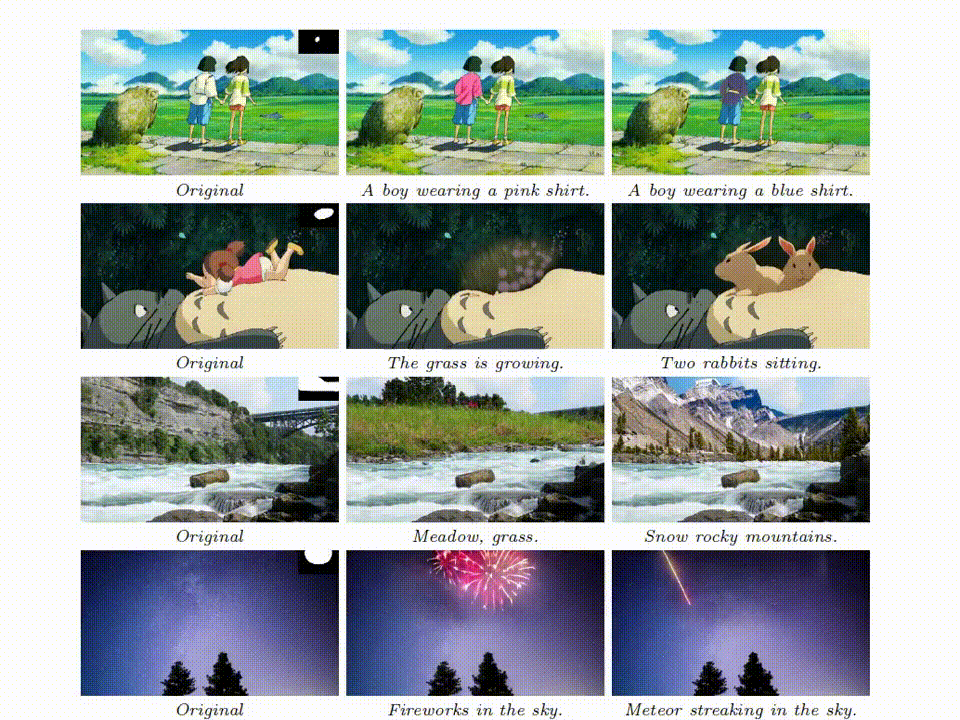 Original
A boy wearing a pink shirt.
A boy wearing a blue shirt.
Original
The grass is growing.
Two rabbits sitting.
Original
Meadow, grass.
Snow rocky mountains.
Original
Fireworks in the sky.
Meteor streaking in the sky.